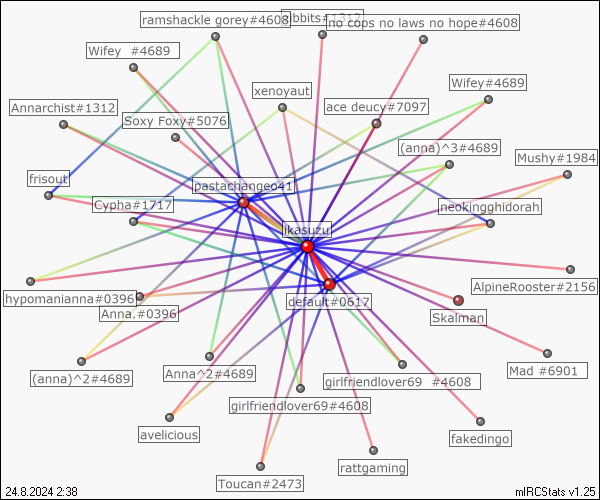 ramshackle gorey#4608
ibbits#1312
no cops no laws no hope#4608
Wifey #4689
xenoyaut
Wifey#4689
Annarchist#1312
Soxy Foxy#5076
ace deucy#7097
(anna)^3#4689
Mushy#1984
frisout
pastachangeo41
Cypha#1717
neokingghidorah
ikasuzu
hypomanianna#0396
Anna.#0396
default#0617
AlpineRooster#2156
Skalman
(anna)^2#4689
Anna^2#4689
girlfriendlover69 #4608
Mad #6901
girlfriendlover69#4608
avelicious
fakedingo
rattgaming
Toucan#2473
24.8.2024 2:38
mIRCStats v1.25